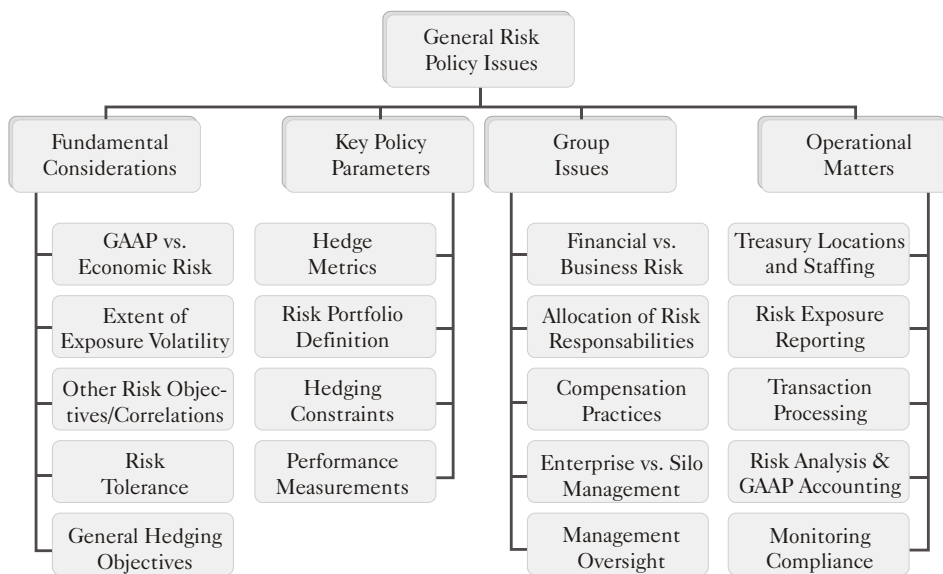 General Risk
Policy Issues
Fundamental
Considerations
GAAP vs.
Economic Risk
Extent of
Exposure Volatility
Other Risk Objec-
tives/Correlations
Risk
Tolerance
General Hedging
Objectives
Key Policy
Parameters
Hedge
Metrics
Risk Portfolio
Definition
Hedging
Constraints
Performance
Measurements
Group
Issues
Financial vs.
Business Risk
Allocation of Risk
Responsabilities
Compensation
Practices
Enterprise vs. Silo
Management
Management
Oversight
Operational
Matters
Treasury Locations
and Staffing
Risk Exposure
Reporting
Transaction
Processing
Risk Analysis &
GAAP Accounting
Monitoring
Compliance